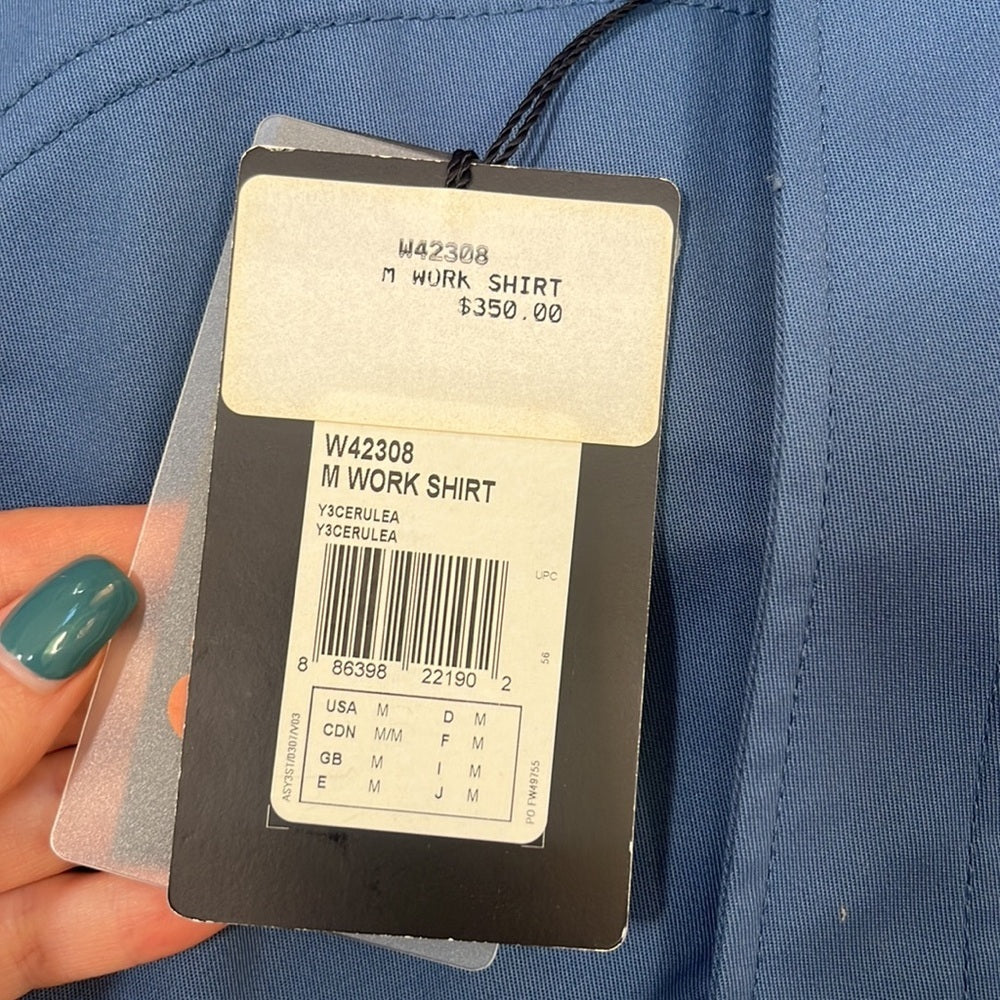 W42308
M WORK SHIRT
$350.00
W42308
M WORK SHIRT
Y3CERULEA
Y3CERULEA
UPC
56
8 86398 22190 2
USA M D M
CDN M/M F M
GB M I M
E M J M
ASY3ST/0307/V03
PO FW49755